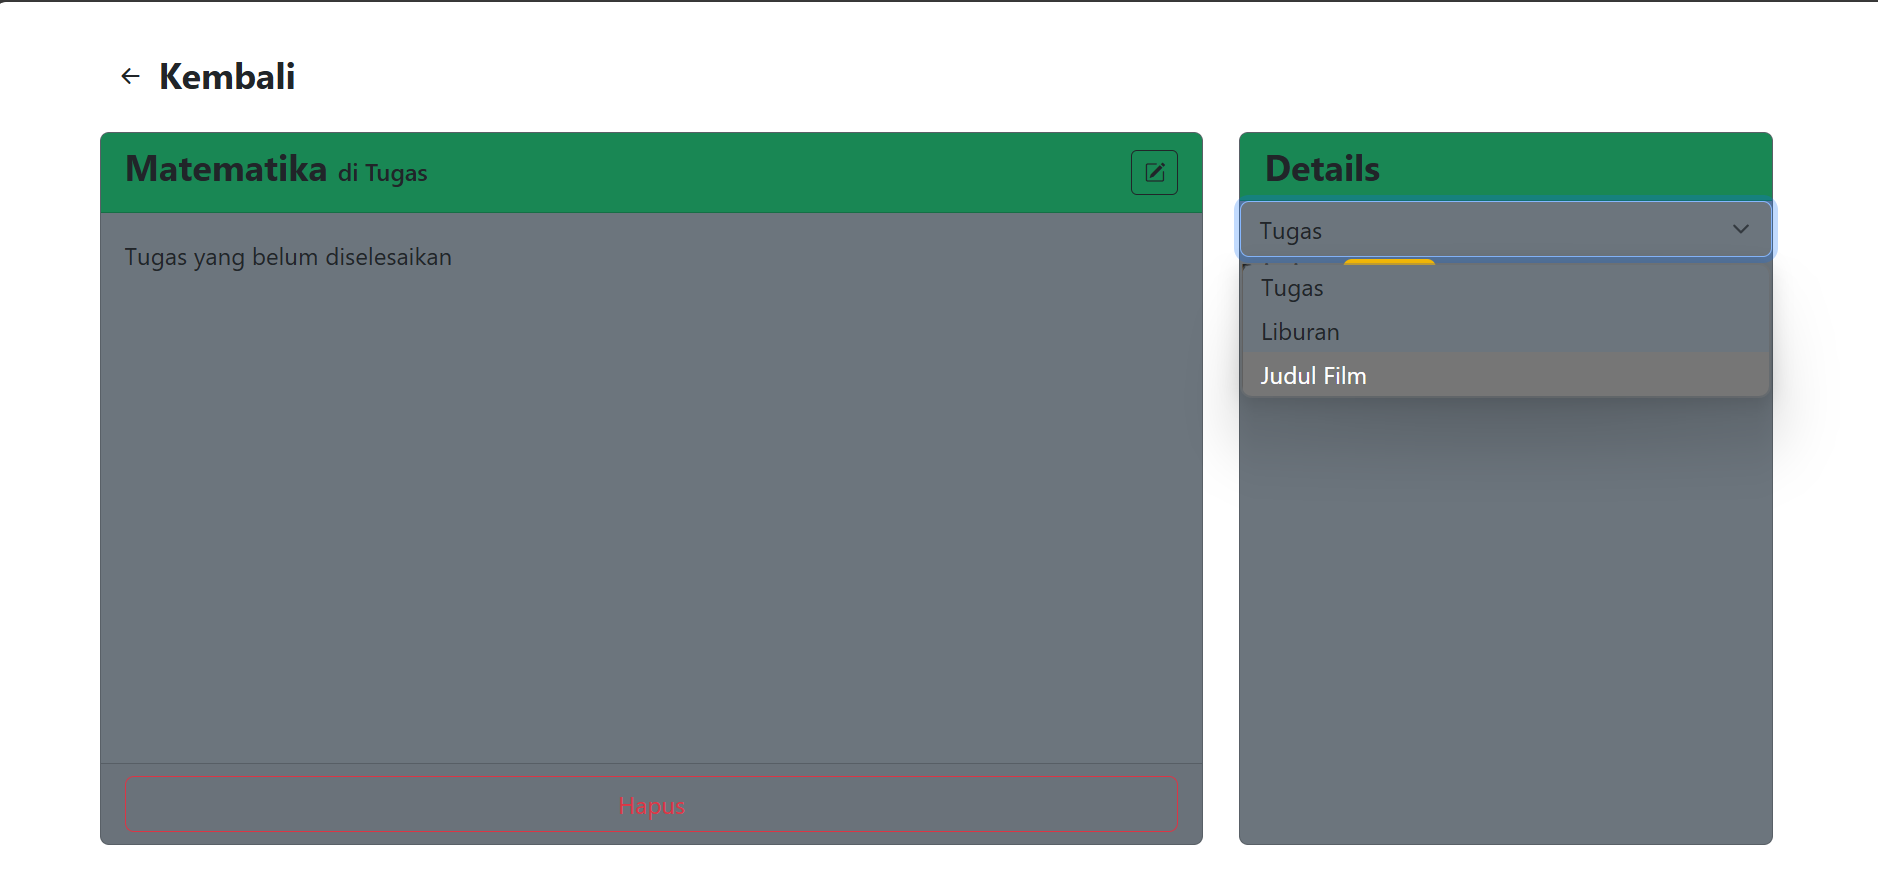 Kembali
Matematika di Tugas
Tugas yang belum diselesaikan
Hapus
Details
Tugas
Tugas
Liburan
Judul Film